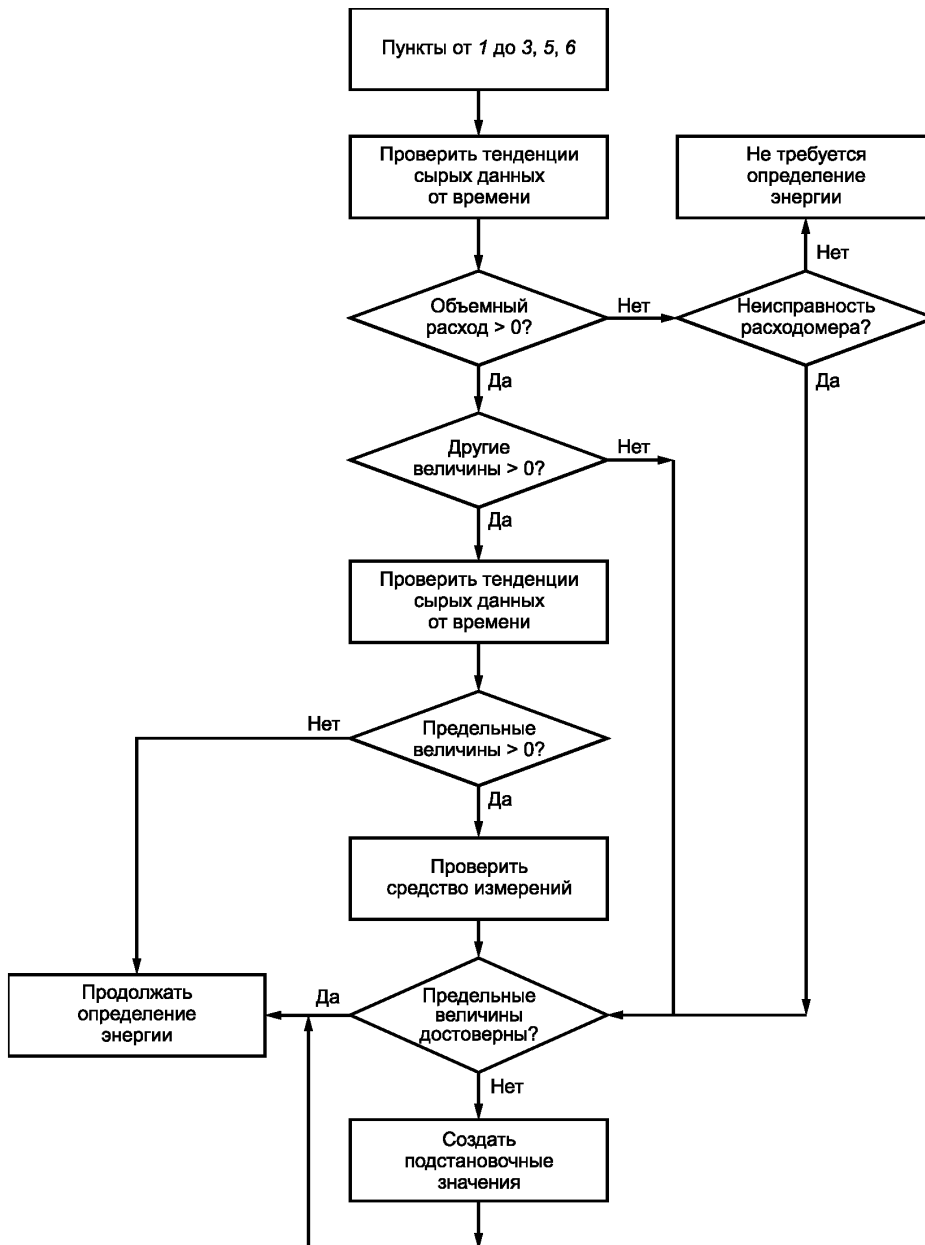 Пункты от 1 до 3, 5, 6
Проверить тенденции
сырых данных
от времени
Не требуется
определение
энергии
Нет
Объемный
расход > 0?
Нет
Неисправность
расходомера?
Да
Да
Другие
величины > 0?
Нет
Да
Проверить тенденции
сырых данных
от времени
Нет
Предельные
величины > 0?
Да
Проверить
средство измерений
Продолжать
определение
энергии
Да
Предельные
величины
достоверны?
Нет
Создать
подстановочные
значения